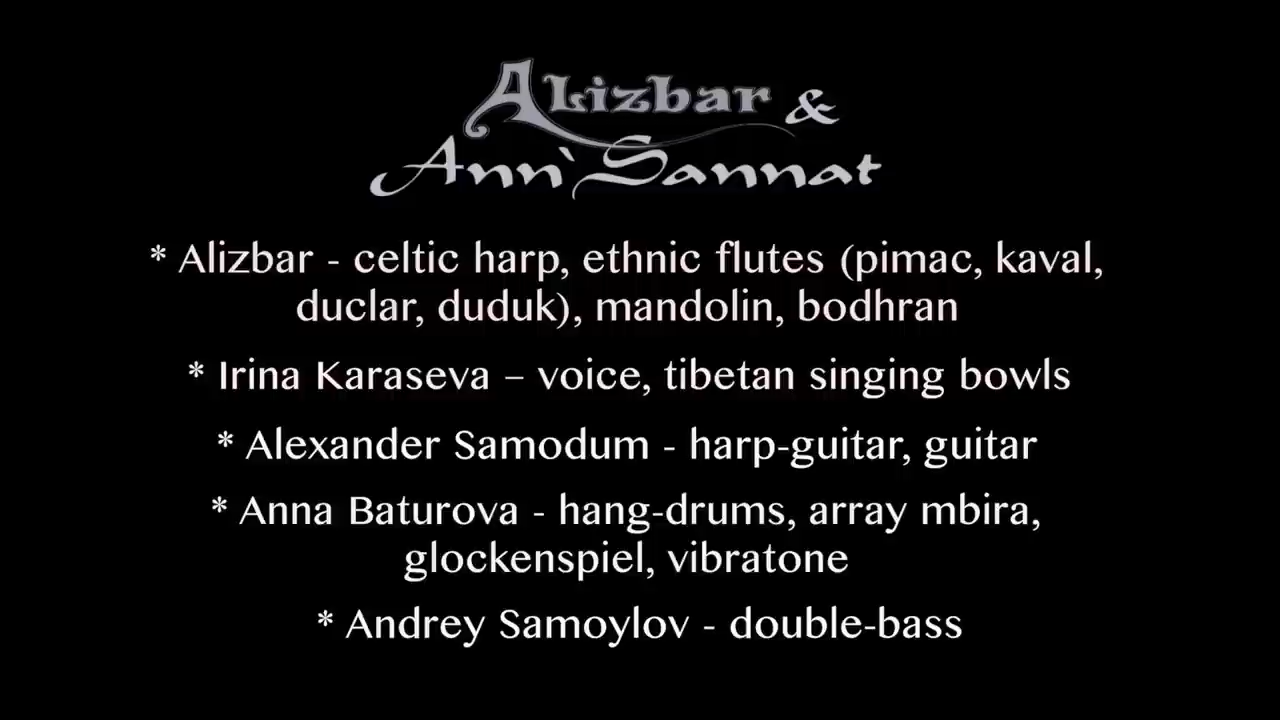 Alizbar &
Ann`Sannat
* Alizbar - celtic harp, ethnic flutes (pimac, kaval,
duclar, duduk), mandolin, bodhran
* Irina Karaseva – voice, tibetan singing bowls
* Alexander Samodum - harp-guitar, guitar
* Anna Baturova - hang-drums, array mbira,
glockenspiel, vibratone
* Andrey Samoylov - double-bass